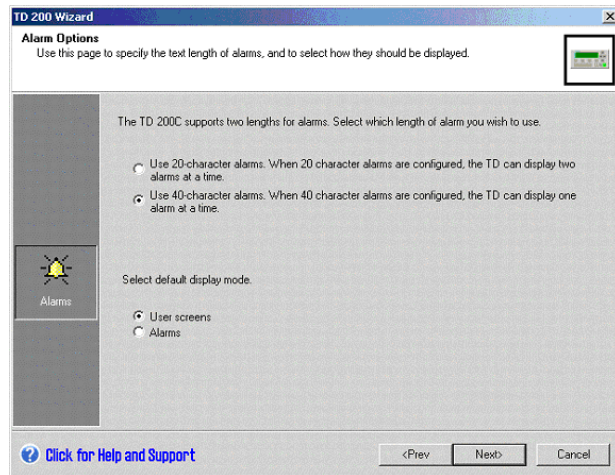 TD 200 Wizard
Alarm Options
Use this page to specify the text length of alarms, and to select how they should be displayed.
The TD 200C supports two lengths for alarms. Select which length of alarm you wish to use.
Use 20-character alarms. When 20 character alarms are configured, the TD can display two
alarms at a time.
Use 40-character alarms. When 40 character alarms are configured, the TD can display one
alarm at a time.
Alarms
Select default display mode.
User screens
Alarms
Click for Help and Support
<Prev
Next>
Cancel